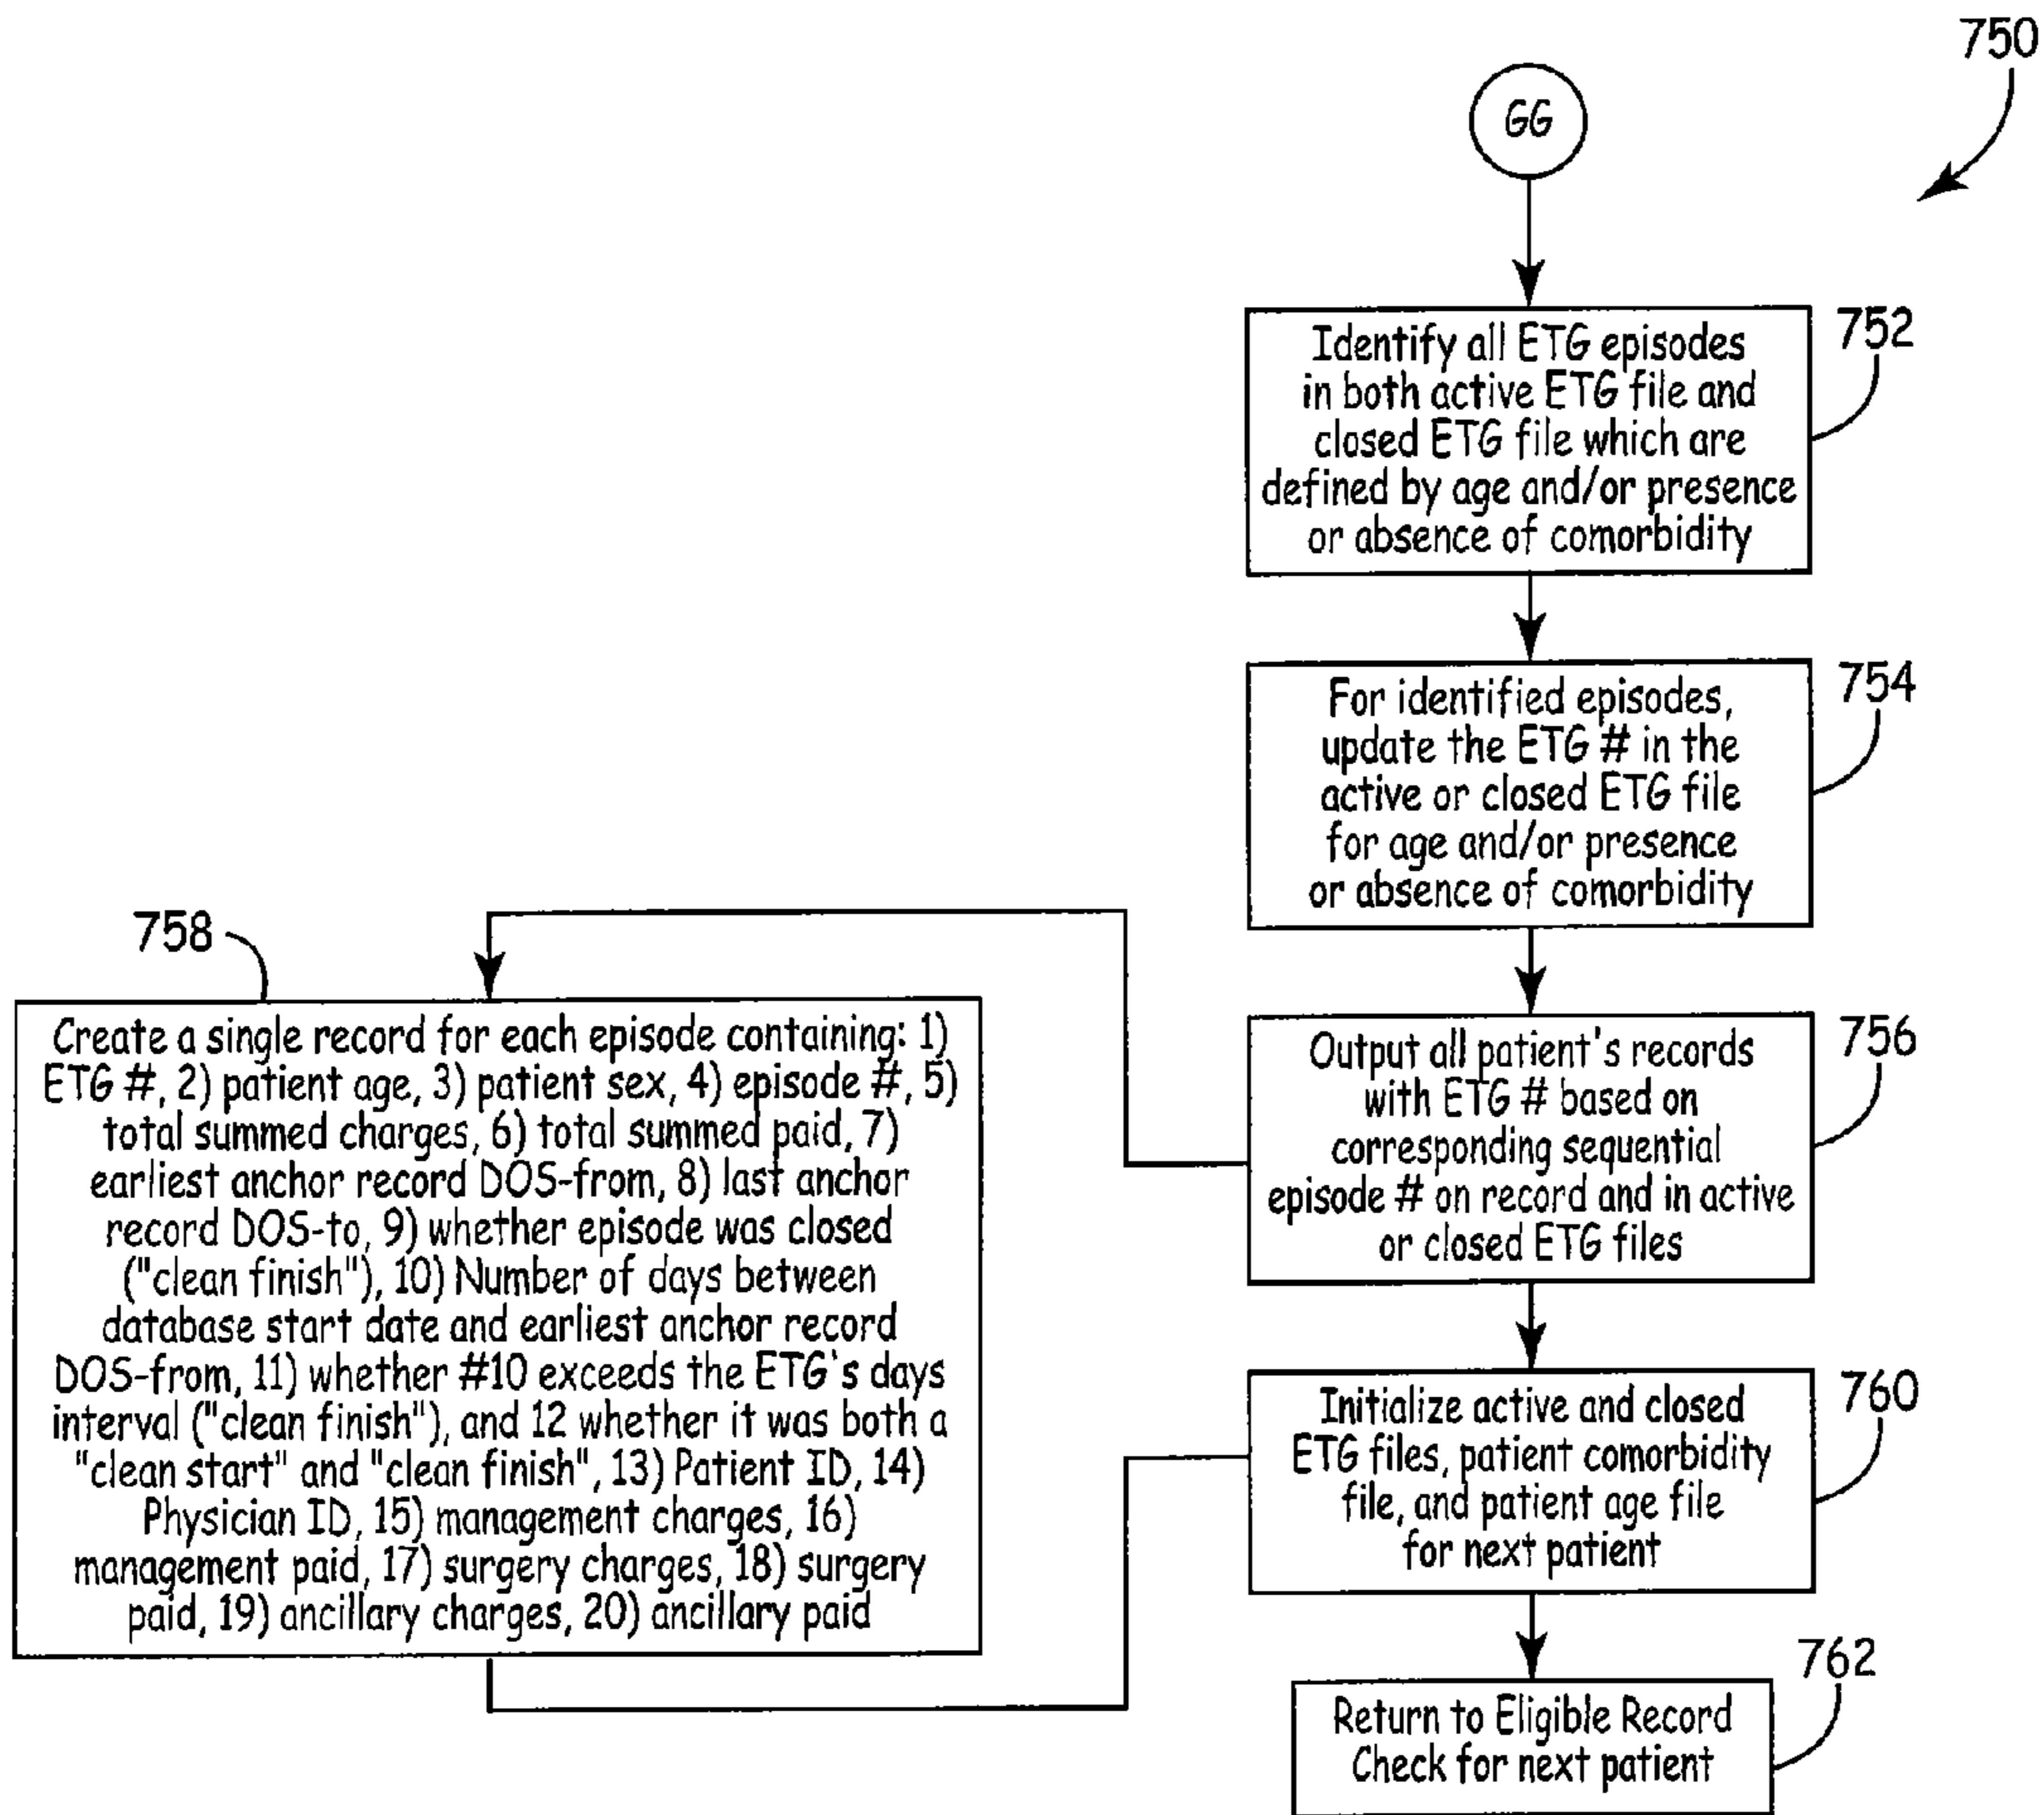 750
GG
752
Identify all ETG episodes
in both active ETG file and
closed ETG file which are
defined by age and/or presence
or absence of comorbidity
754
For identified episodes,
update the ETG # in the
active or closed ETG file
for age and/or presence
or absence of comorbidity
756
Output all patient's records
with ETG # based on
corresponding sequential
episode # on record and in active
or closed ETG files
758
Create a single record for each episode containing: 1)
ETG #, 2) patient age, 3) patient sex, 4) episode #, 5)
total summed charges, 6) total summed paid, 7)
earliest anchor record DOS-from, 8) last anchor
record DOS-to, 9) whether episode was closed
("clean finish"), 10) Number of days between
database start date and earliest anchor record
DOS-from, 11) whether #10 exceeds the ETG's days
interval ("clean finish"), and 12 whether it was both a
"clean start" and "clean finish", 13) Patient ID, 14)
Physician ID, 15) management charges, 16)
management paid, 17) surgery charges, 18) surgery
paid, 19) ancillary charges, 20) ancillary paid
760
Initialize active and closed
ETG files, patient comorbidity
file, and patient age file
for next patient
762
Return to Eligible Record
Check for next patient